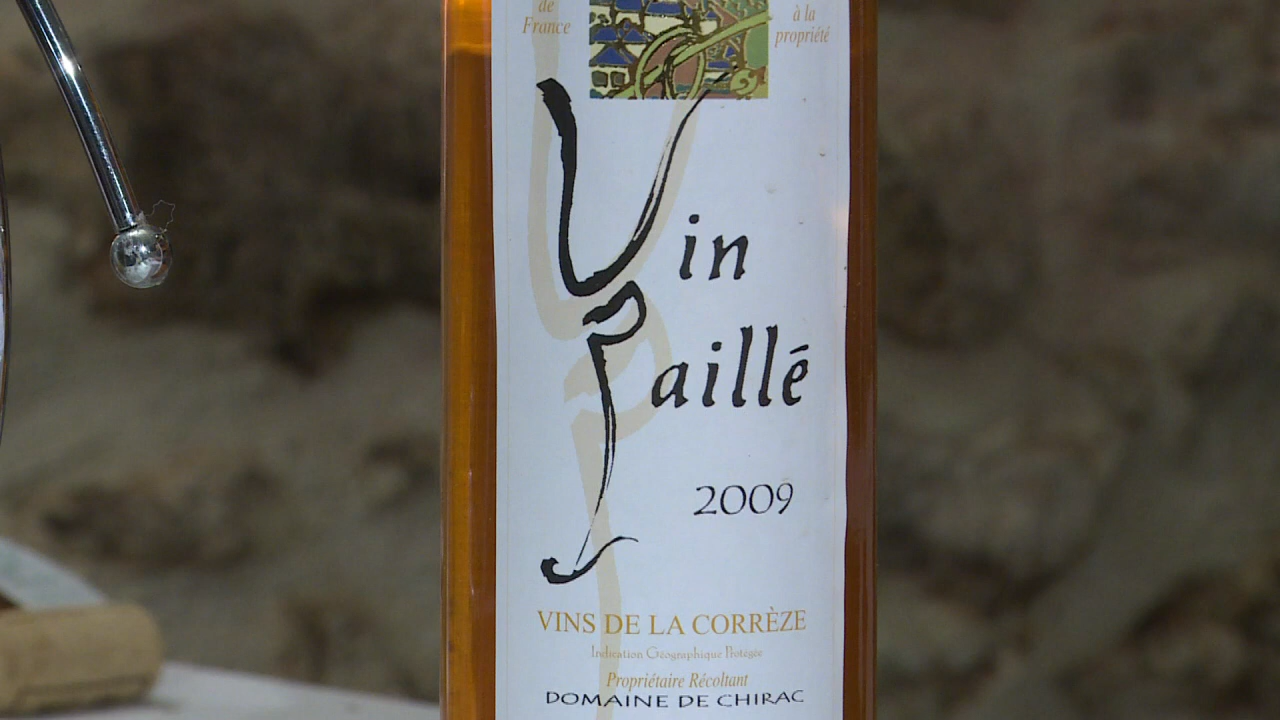 de
France
à la
propriété
Vin
Paillé
2009
VINS DE LA CORRÈZE
Indication Géographique Protégée
Propriétaire Récoltant
DOMAINE DE CHIRAC